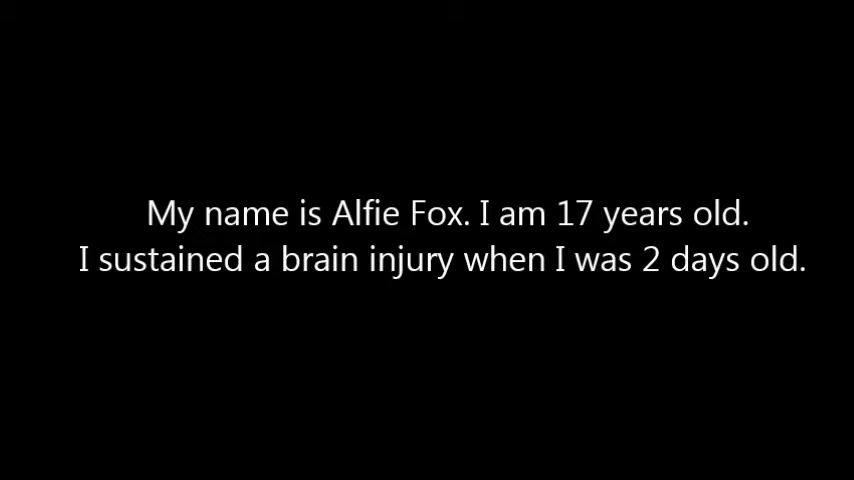 My name is Alfie Fox. I am 17 years old.
I sustained a brain injury when I was 2 days old.